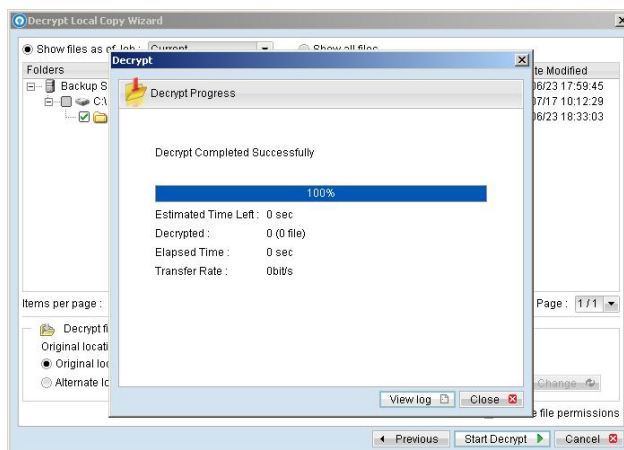 Decrypt Local Copy Wizard
Show files as of Job : Current Show all files
Folders
te Modified
Backup S
06/23 17:59:45
C:\
07/17 10:12:29
06/23 18:33:03
Decrypt
Decrypt Progress
Decrypt Completed Successfully
100%
Estimated Time Left : 0 sec
Decrypted : 0 (0 file)
Elapsed Time : 0 sec
Transfer Rate : 0bit/s
View log Close
Items per page :
Page : 1 / 1
Decrypt fi
Original locati
Original loc
Alternate lo
Change
e file permissions
Previous Start Decrypt Cancel